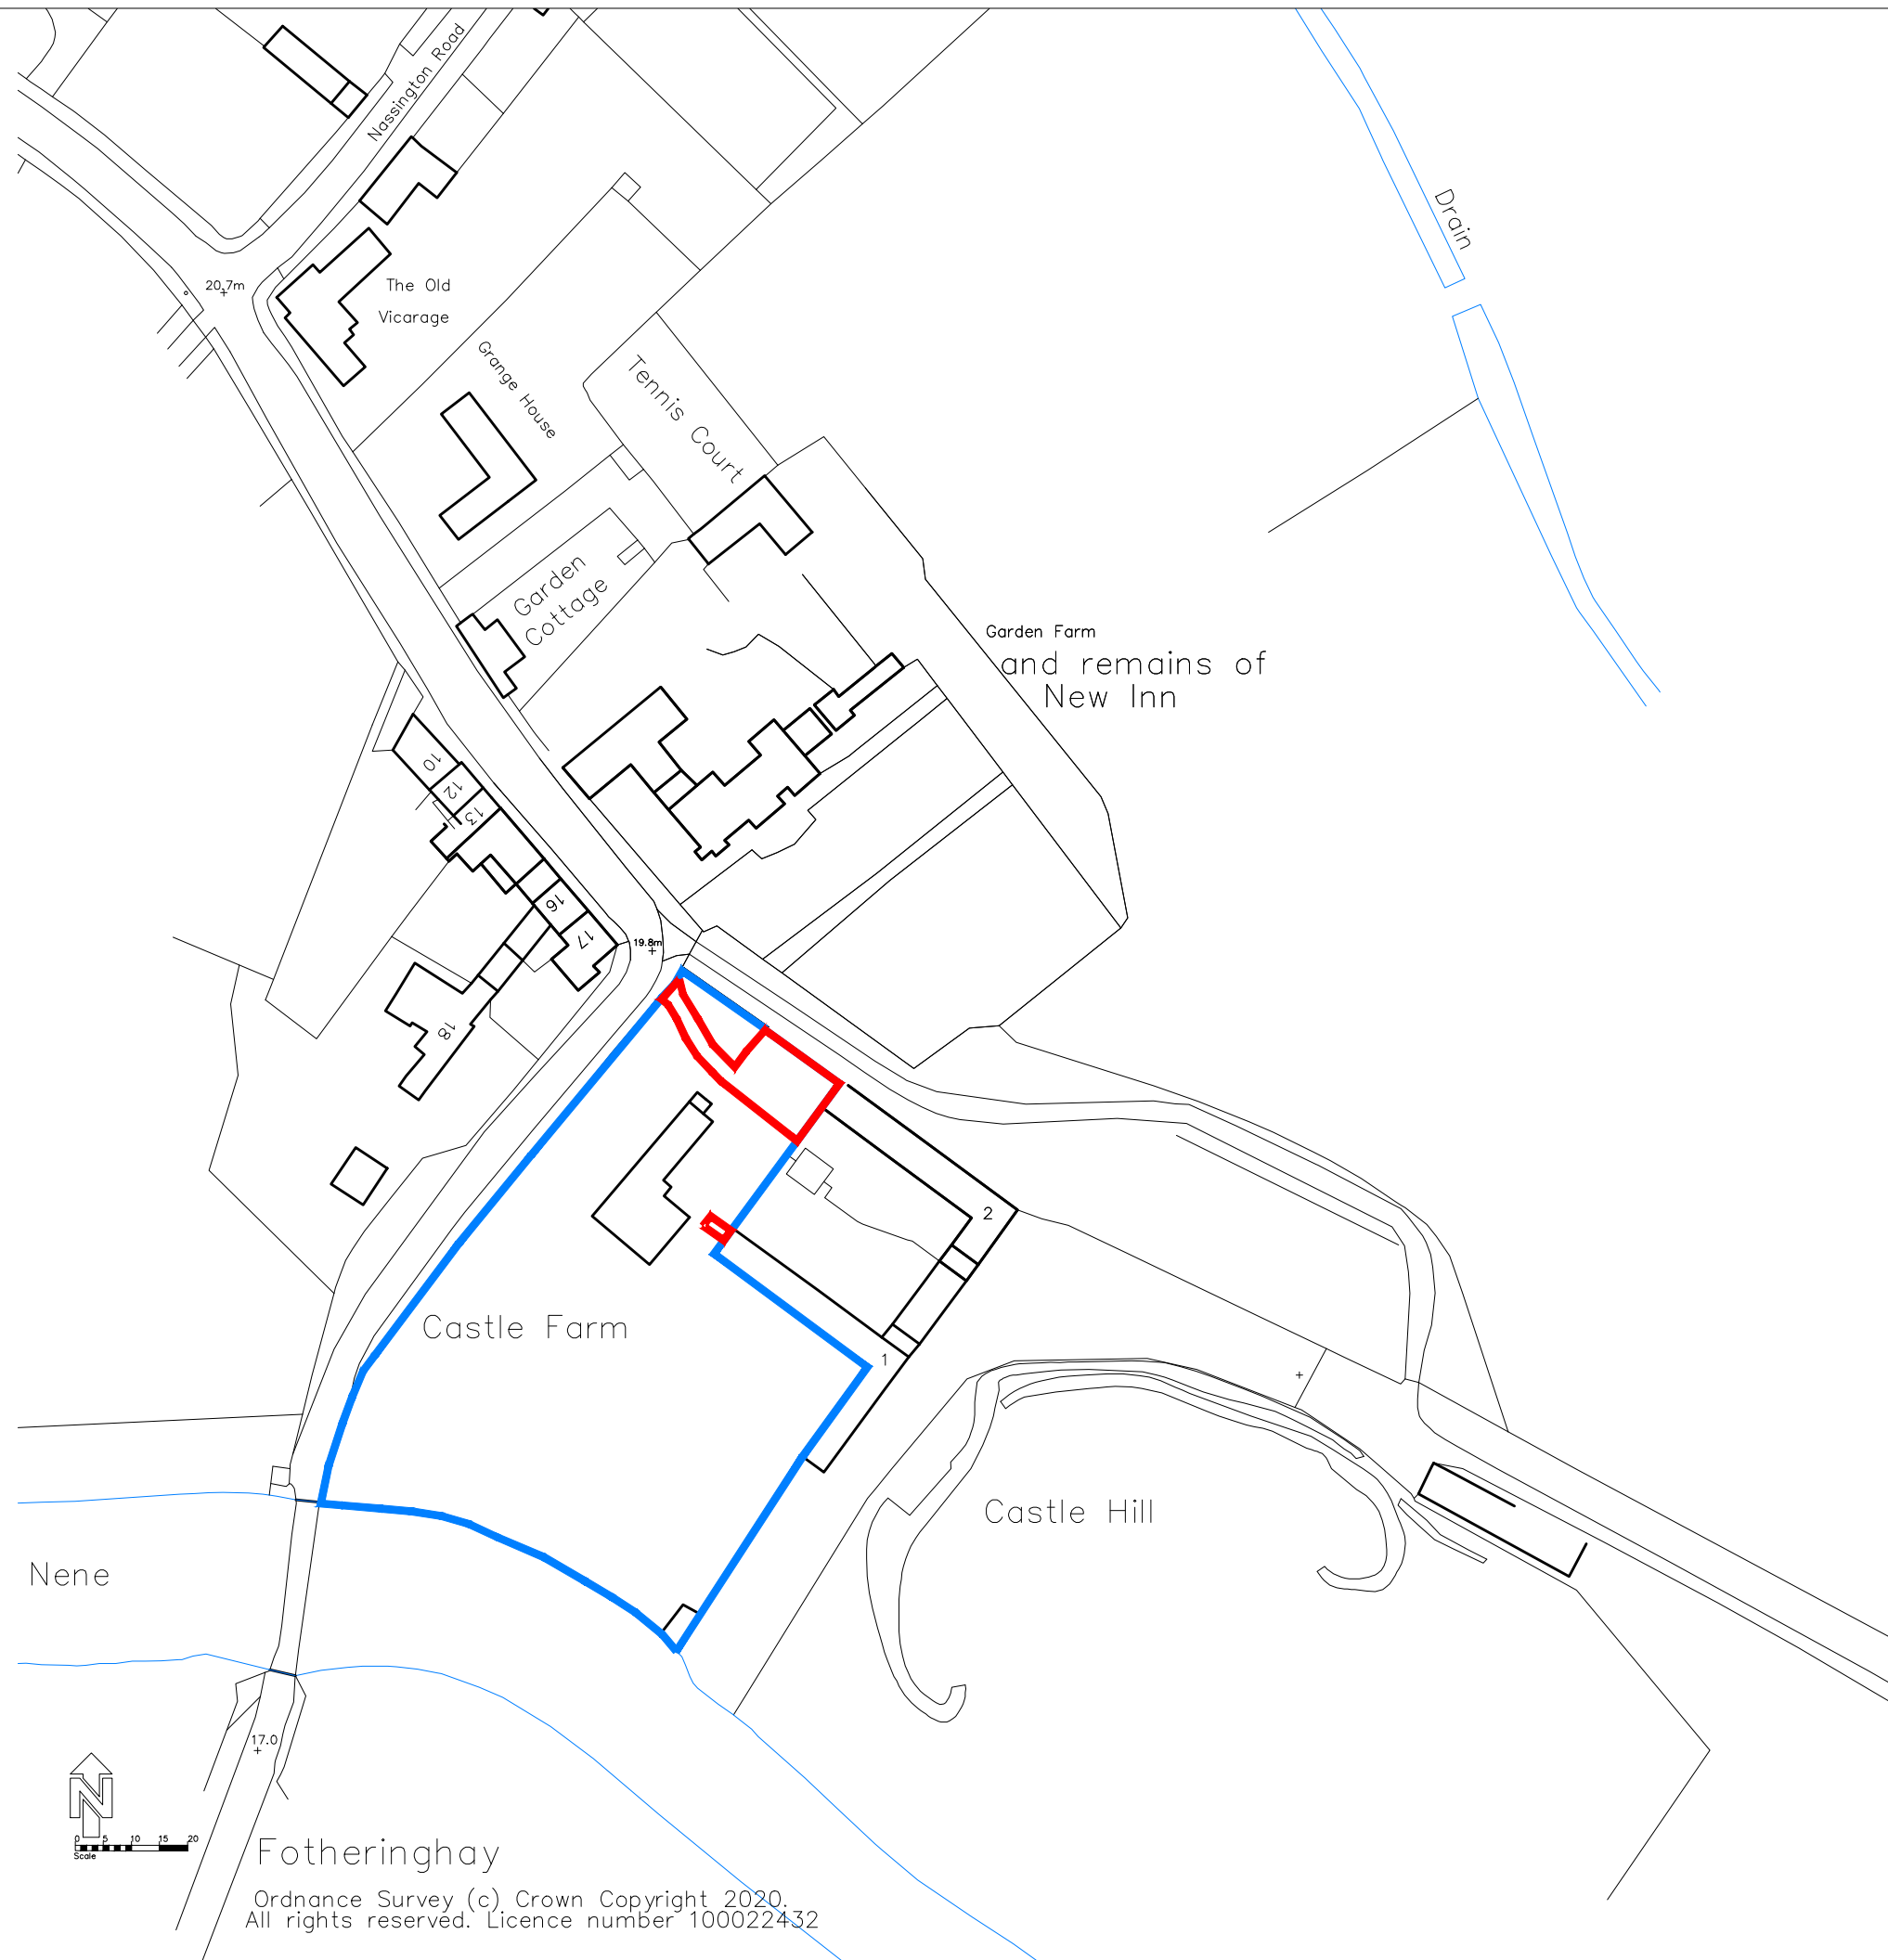 Nassington Road
Drain
20.7m
The Old
Vicarage
Grange House
Tennis Court
Garden
Cottage
Garden Farm
and remains of
New Inn
10
12
13
16
17
19.8m
18
2
Castle Farm
1
Castle Hill
Nene
17.0
N
0 5 10 15 20
Scale
Fotheringhay
Ordnance Survey (c) Crown Copyright 2020.
All rights reserved. Licence number 100022432